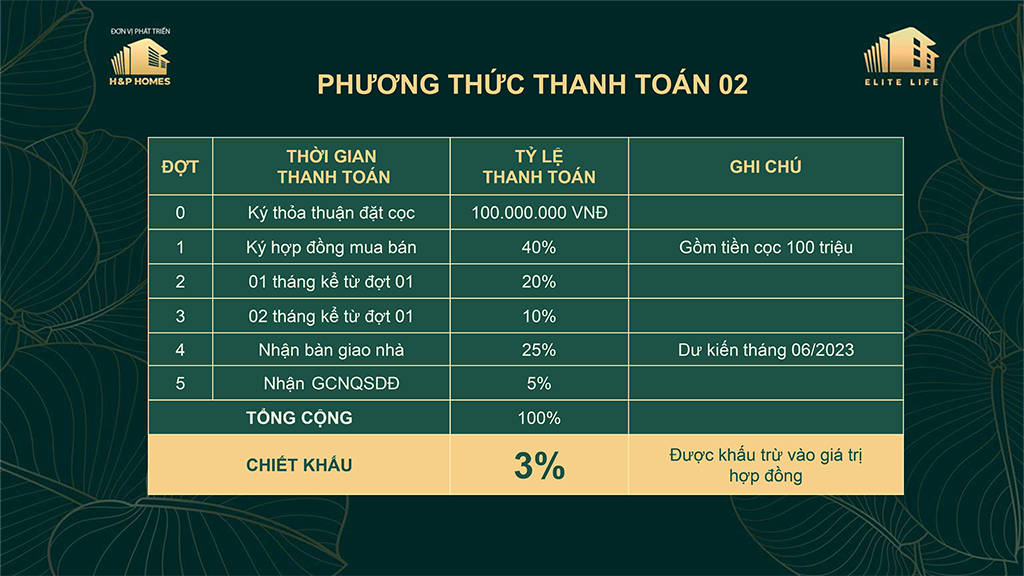 ĐƠN VỊ PHÁT TRIỂN
H&P HOMES
ELITE LIFE
PHƯƠNG THỨC THANH TOÁN 02
ĐỢT
THỜI GIAN
THANH TOÁN
TỶ LỆ
THANH TOÁN
GHI CHÚ
0 Ký thỏa thuận đặt cọc 100.000.000 VNĐ
1 Ký hợp đồng mua bán 40% Gồm tiền cọc 100 triệu
2 01 tháng kể từ đợt 01 20%
3 02 tháng kể từ đợt 01 10%
4 Nhận bàn giao nhà 25% Dư kiến tháng 06/2023
5 Nhận GCNQSDĐ 5%
TỔNG CỘNG 100%
CHIẾT KHẤU 3% Được khấu trừ vào giá trị
hợp đồng